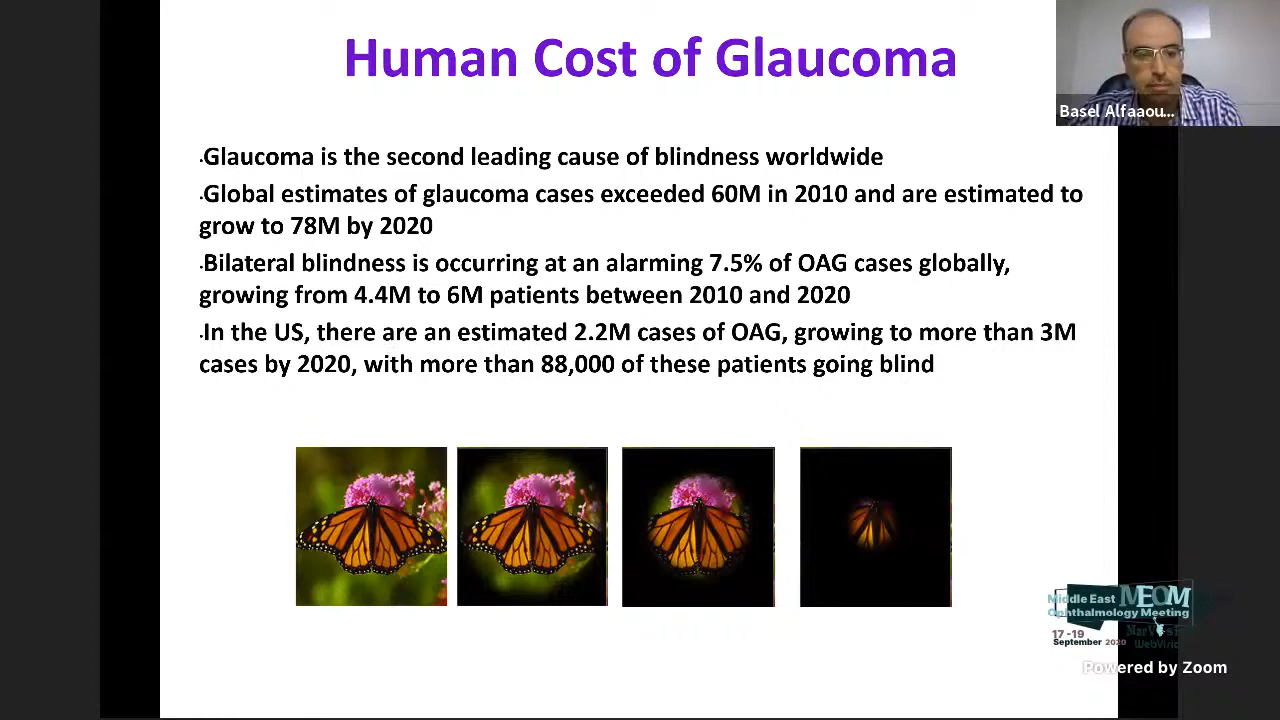 Human Cost of Glaucoma
Basel Alfaaou...
.Glaucoma is the second leading cause of blindness worldwide
.Global estimates of glaucoma cases exceeded 60M in 2010 and are estimated to
grow to 78M by 2020
.Bilateral blindness is occurring at an alarming 7.5% of OAG cases globally,
growing from 4.4M to 6M patients between 2010 and 2020
.In the US, there are an estimated 2.2M cases of OAG, growing to more than 3M
cases by 2020, with more than 88,000 of these patients going blind
Middle East MEOM
Ophthalmology Meeting
17-19
September 2020
Powered by Zoom